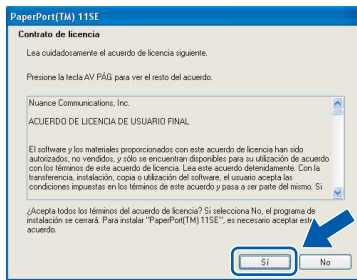 PaperPort(TM) 11SE
Contrato de licencia
Lea cuidadosamente el acuerdo de licencia siguiente.
Presione la tecla AV PÁG para ver el resto del acuerdo.
Nuance Communications, Inc.
ACUERDO DE LICENCIA DE USUARIO FINAL
El software y los materiales proporcionados con este acuerdo de licencia han sido
autorizados, no vendidos, y sólo se encuentran disponibles para su utilización de acuerdo
con los términos de este acuerdo de licencia. Lea este acuerdo detenidamente. Con la
transferencia, instalación, copia o utilización del software, el usuario acepta las
condiciones impuestas en los términos de este acuerdo y pasa a ser parte del mismo. Si
¿Acepta todos los términos del acuerdo de licencia? Si selecciona No, el programa de
instalación se cerrará. Para instalar "PaperPort(TM) 11SE", es necesario aceptar este
acuerdo.
Sí
No